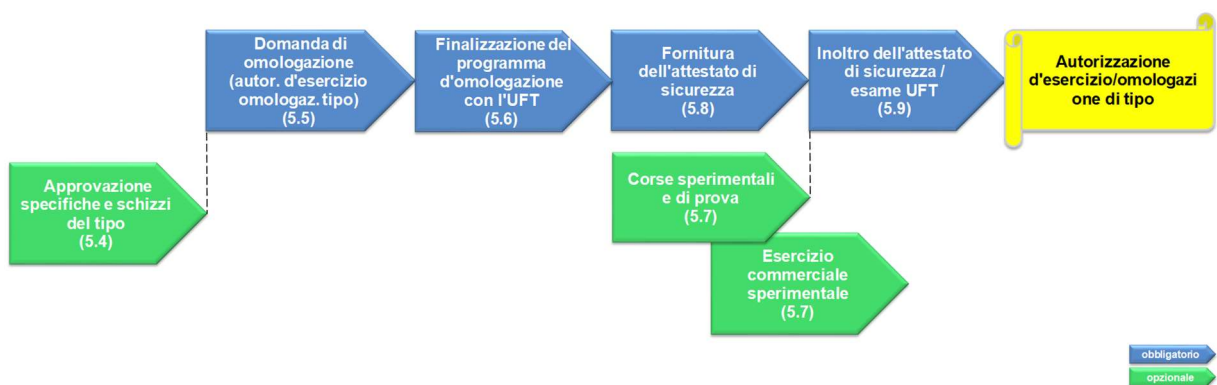 Domanda di
omologazione
(autor. d'esercizio
omologaz. tipo)
(5.5)
Finalizzazione del
programma
d'omologazione
con l'UFT
(5.6)
Fornitura
dell'attestato di
sicurezza
(5.8)
Inoltro dell'attestato
di sicurezza /
esame UFT
(5.9)
Autorizzazione
d'esercizio/omologazi
one di tipo
Approvazione
specifiche e schizzi
del tipo
(5.4)
Corse sperimentali
e di prova
(5.7)
Esercizio
commerciale
sperimentale
(5.7)
obbligatorio
opzionale